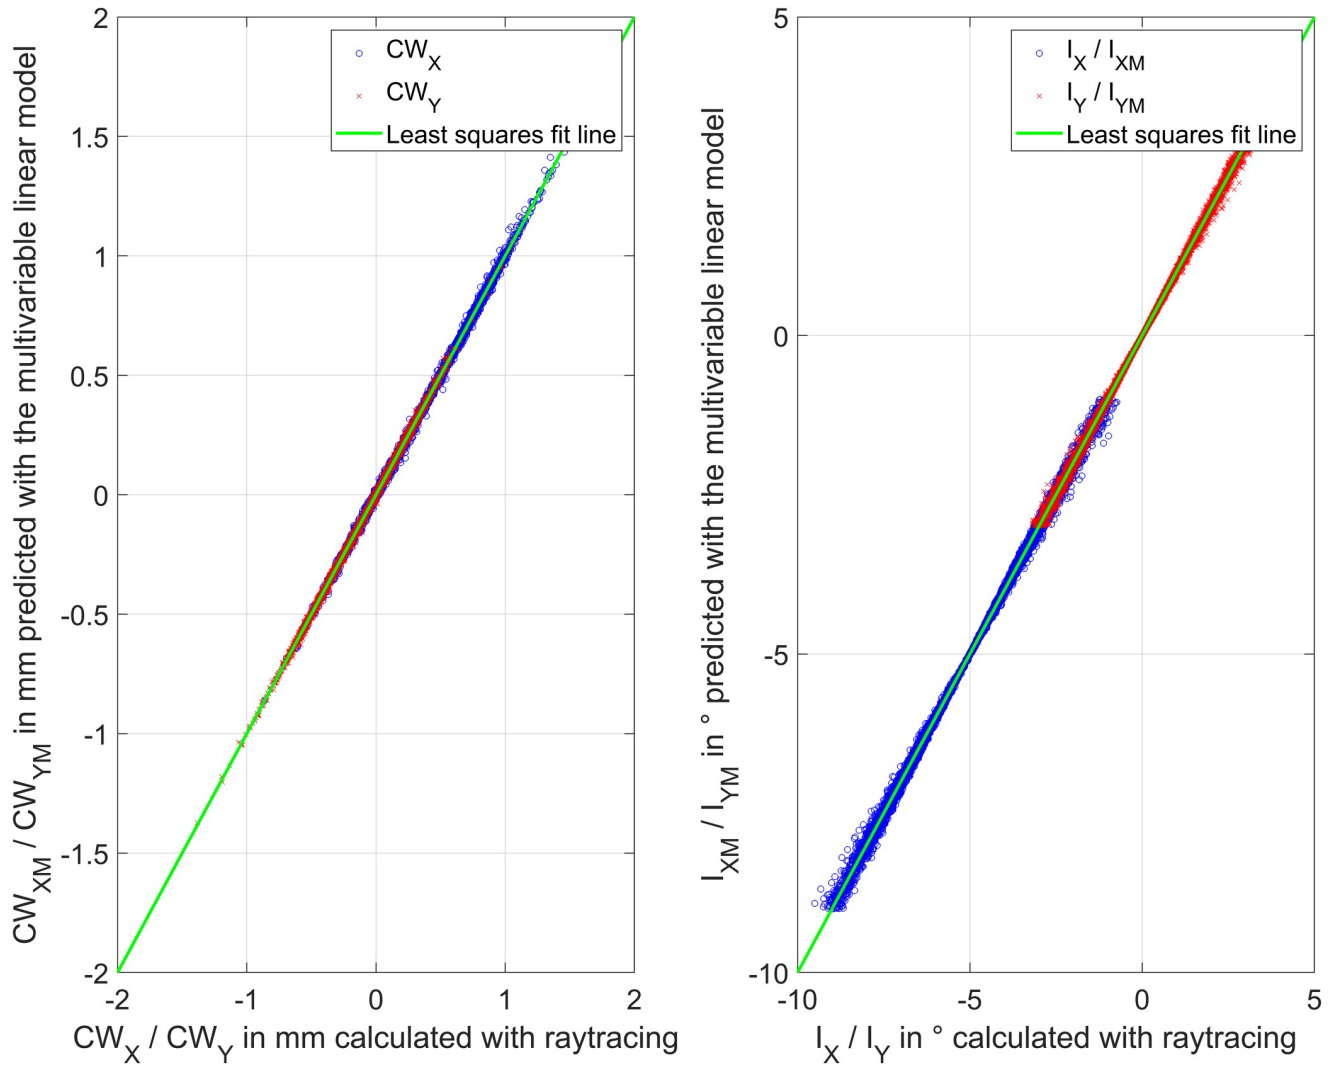 CW_XM / CW_YM in mm predicted with the multivariable linear model
2
1.5
1
0.5
0
-0.5
-1
-1.5
-2
-2
-1
0
1
2
CW_X / CW_Y in mm calculated with raytracing
CW_X
CW_Y
Least squares fit line
I_XM / I_YM in ° predicted with the multivariable linear model
5
0
-5
-10
-10
-5
0
5
I_X / I_Y in ° calculated with raytracing
I_X / I_XM
I_Y / I_YM
Least squares fit line